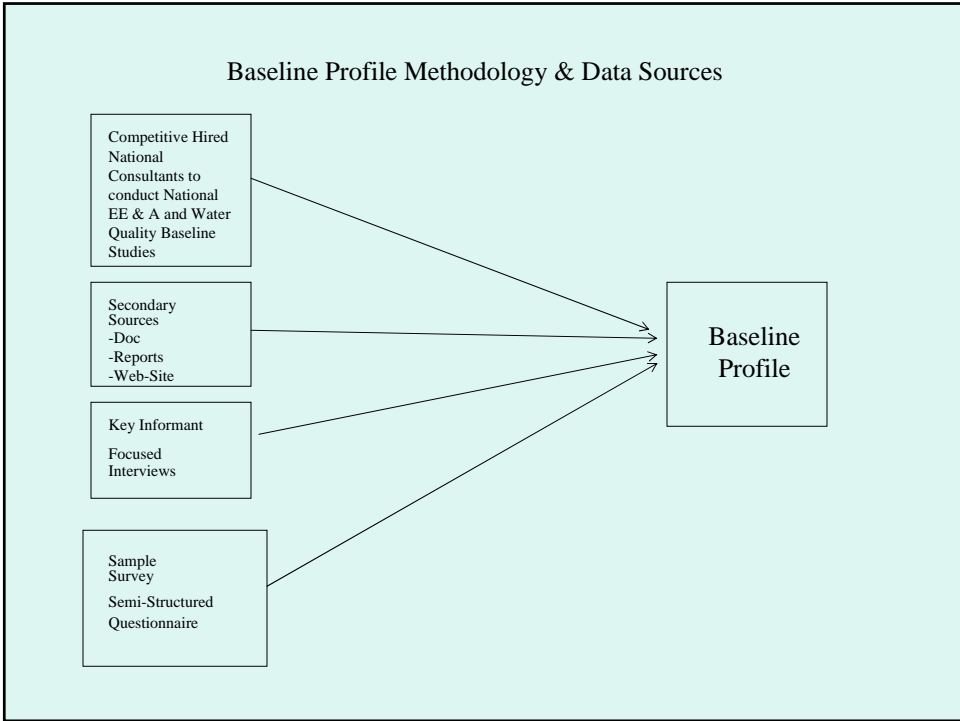 Baseline Profile Methodology & Data Sources
Competitive Hired
National
Consultants to
conduct National
EE & A and Water
Quality Baseline
Studies
Secondary
Sources
-Doc
-Reports
-Web-Site
Key Informant
Focused
Interviews
Sample
Survey
Semi-Structured
Questionnaire
Baseline
Profile